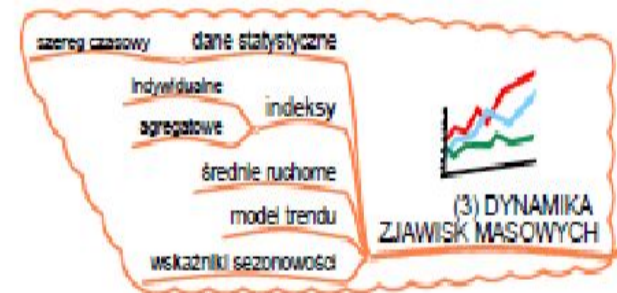 szereg czasowy dane statystyczne
indywidualne
indeksy
agregatowe
średnie ruchome
model trendu
wskaźniki sezonowości
(3) DYNAMIKA
ZJAWISK MASOWYCH